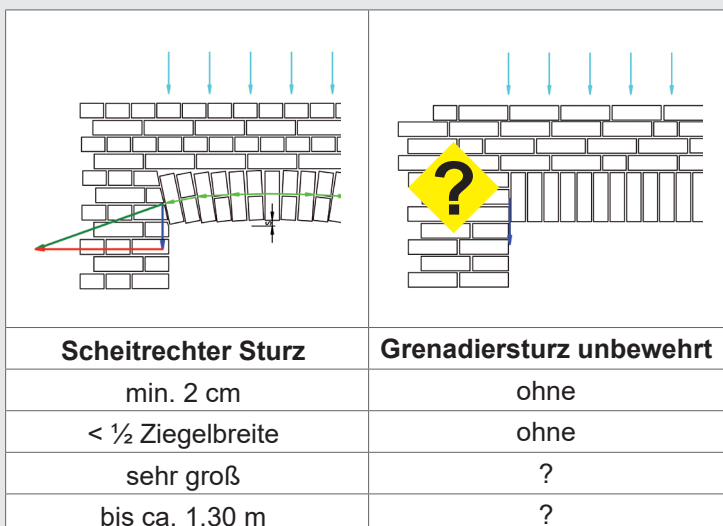 ?
s
Scheitrechter Sturz Grenadiersturz unbewehrt
min. 2 cm ohne
< ½ Ziegelbreite ohne
sehr groß ?
bis ca. 1,30 m ?